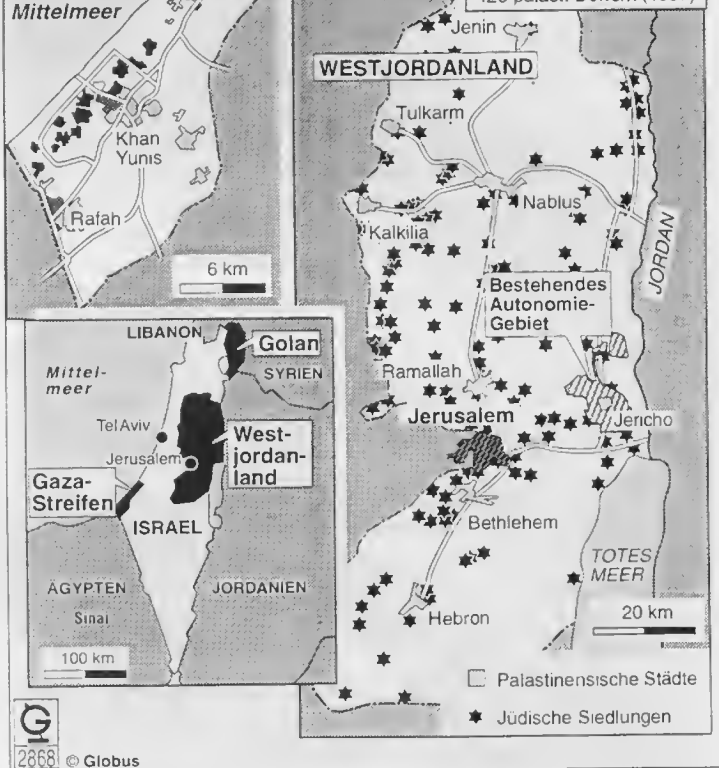 Mittelmeer
Khan
Yunis
Rafah
6 km
Jenin
WESTJORDANLAND
Tulkarm
Nablus
Kalkilia
JORDAN
Bestehendes
Autonomie-
Gebiet
Ramallah
Jerusalem
Jericho
Bethlehem
TOTES
MEER
Hebron
20 km
Palastinensische Städte
Jüdische Siedlungen
LIBANON
Golan
Mittel-
meer
SYRIEN
Tel Aviv
Jerusalem
West-
jordan-
land
Gaza-
Streifen
ISRAEL
ÄGYPTEN
JORDANIEN
Sinai
100 km
G
2868 © Globus